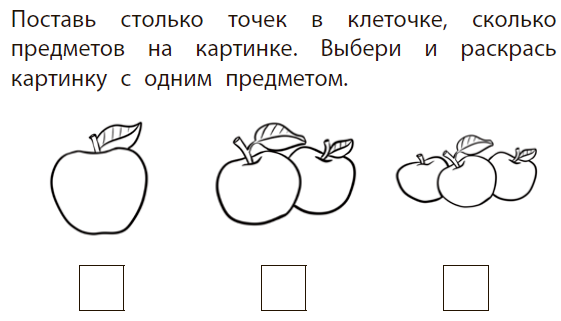 Поставь столько точек в клеточке, сколько
предметов на картинке. Выбери и раскрась
картинку с одним предметом.